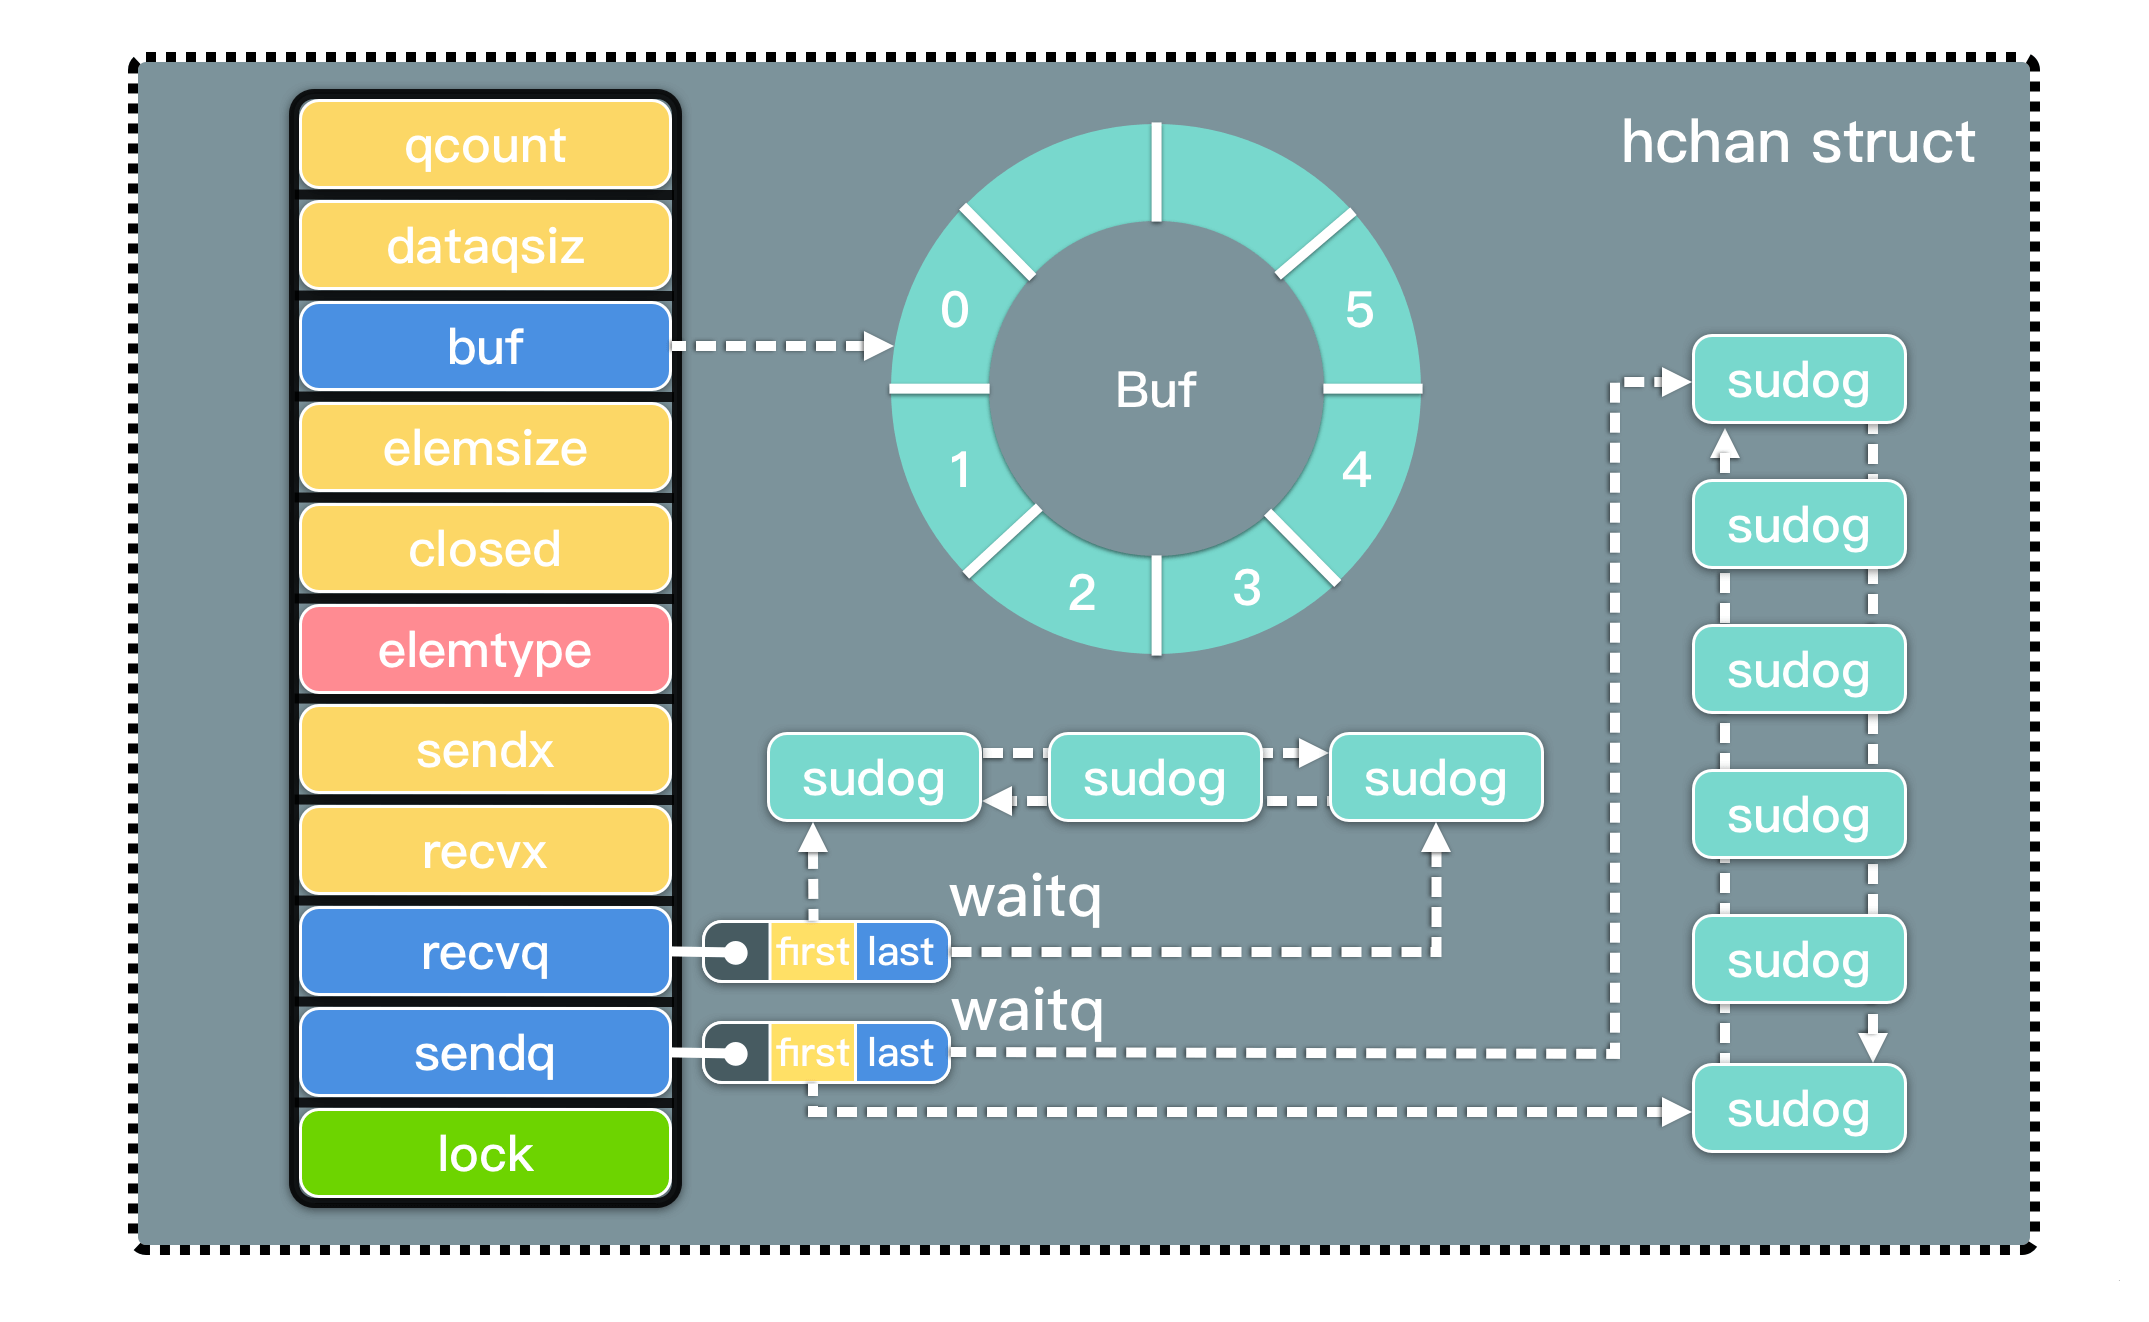 hchan struct
qcount
dataqsiz
buf
elemsize
closed
elemtype
sendx
recvx
recvq
sendq
lock
0
1
2
3
4
5
Buf
sudog
sudog
sudog
waitq
first
last
waitq
first
last
sudog
sudog
sudog
sudog
sudog
sudog